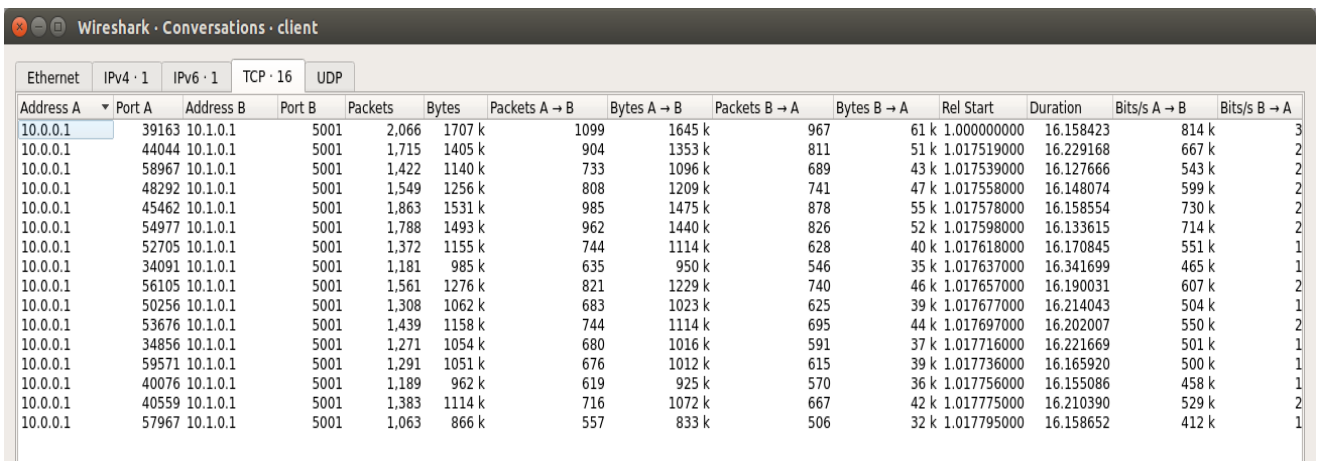 Wireshark · Conversations · client
Ethernet IPv4 · 1 IPv6 · 1 TCP · 16 UDP
Address A Port A Address B Port B Packets Bytes Packets A → B Bytes A → B Packets B → A Bytes B → A Rel Start Duration Bits/s A → B Bits/s B → A
10.0.0.1 39163 10.1.0.1 5001 2,066 1707 k 1099 1645 k 967 61 k 1.000000000 16.158423 814 k 3
10.0.0.1 44044 10.1.0.1 5001 1,715 1405 k 904 1353 k 811 51 k 1.017519000 16.229168 667 k 2
10.0.0.1 58967 10.1.0.1 5001 1,422 1140 k 733 1096 k 689 43 k 1.017539000 16.127666 543 k 2
10.0.0.1 48292 10.1.0.1 5001 1,549 1256 k 808 1209 k 741 47 k 1.017558000 16.148074 599 k 2
10.0.0.1 45462 10.1.0.1 5001 1,863 1531 k 985 1475 k 878 55 k 1.017578000 16.158554 730 k 2
10.0.0.1 54977 10.1.0.1 5001 1,788 1493 k 962 1440 k 826 52 k 1.017598000 16.133615 714 k 2
10.0.0.1 52705 10.1.0.1 5001 1,372 1155 k 744 1114 k 628 40 k 1.017618000 16.170845 551 k 1
10.0.0.1 34091 10.1.0.1 5001 1,181 985 k 635 950 k 546 35 k 1.017637000 16.341699 465 k 1
10.0.0.1 56105 10.1.0.1 5001 1,561 1276 k 821 1229 k 740 46 k 1.017657000 16.190031 607 k 2
10.0.0.1 50256 10.1.0.1 5001 1,308 1062 k 683 1023 k 625 39 k 1.017677000 16.214043 504 k 1
10.0.0.1 53676 10.1.0.1 5001 1,439 1158 k 744 1114 k 695 44 k 1.017697000 16.202007 550 k 2
10.0.0.1 34856 10.1.0.1 5001 1,271 1054 k 680 1016 k 591 37 k 1.017716000 16.221669 501 k 1
10.0.0.1 59571 10.1.0.1 5001 1,291 1051 k 676 1012 k 615 39 k 1.017736000 16.165920 500 k 1
10.0.0.1 40076 10.1.0.1 5001 1,189 962 k 619 925 k 570 36 k 1.017756000 16.155086 458 k 1
10.0.0.1 40559 10.1.0.1 5001 1,383 1114 k 716 1072 k 667 42 k 1.017775000 16.210390 529 k 2
10.0.0.1 57967 10.1.0.1 5001 1,063 866 k 557 833 k 506 32 k 1.017795000 16.158652 412 k 1